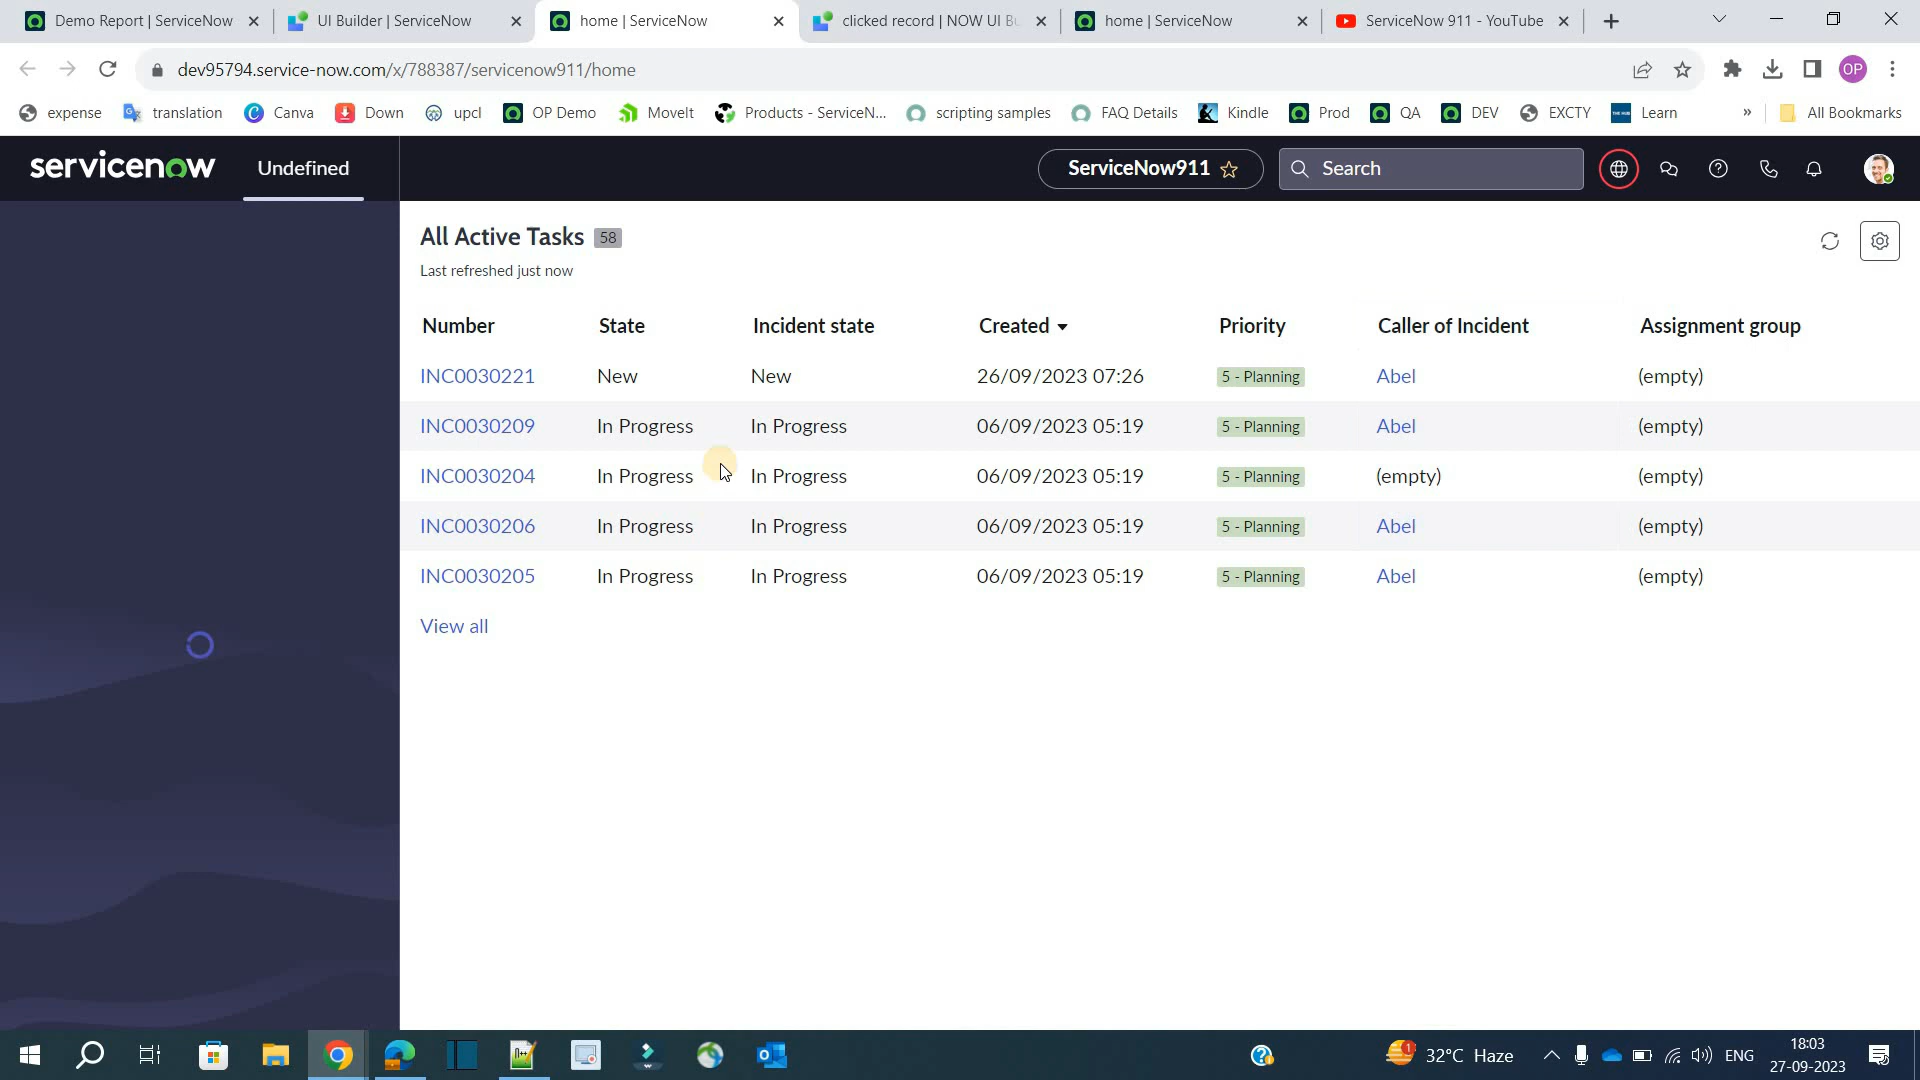 Demo Report | ServiceNow
UI Builder | ServiceNow
home | ServiceNow
clicked record | NOW UI Bu
home | ServiceNow
ServiceNow 911 - YouTube
dev95794.service-now.com/x/788387/servicenow911/home
OP
expense
translation
Canva
Down
upcl
OP Demo
MoveIt
Products - ServiceN...
scripting samples
FAQ Details
Kindle
Prod
QA
DEV
EXCTY
Learn
»
All Bookmarks
servicenow
Undefined
ServiceNow911
Search
All Active Tasks 58
Last refreshed just now
Number State Incident state Created Priority Caller of Incident Assignment group
INC0030221 New New 26/09/2023 07:26 5 - Planning Abel (empty)
INC0030209 In Progress In Progress 06/09/2023 05:19 5 - Planning Abel (empty)
INC0030204 In Progress In Progress 06/09/2023 05:19 5 - Planning (empty) (empty)
INC0030206 In Progress In Progress 06/09/2023 05:19 5 - Planning Abel (empty)
INC0030205 In Progress In Progress 06/09/2023 05:19 5 - Planning Abel (empty)
View all
1
32°C Haze
ENG
18:03
27-09-2023